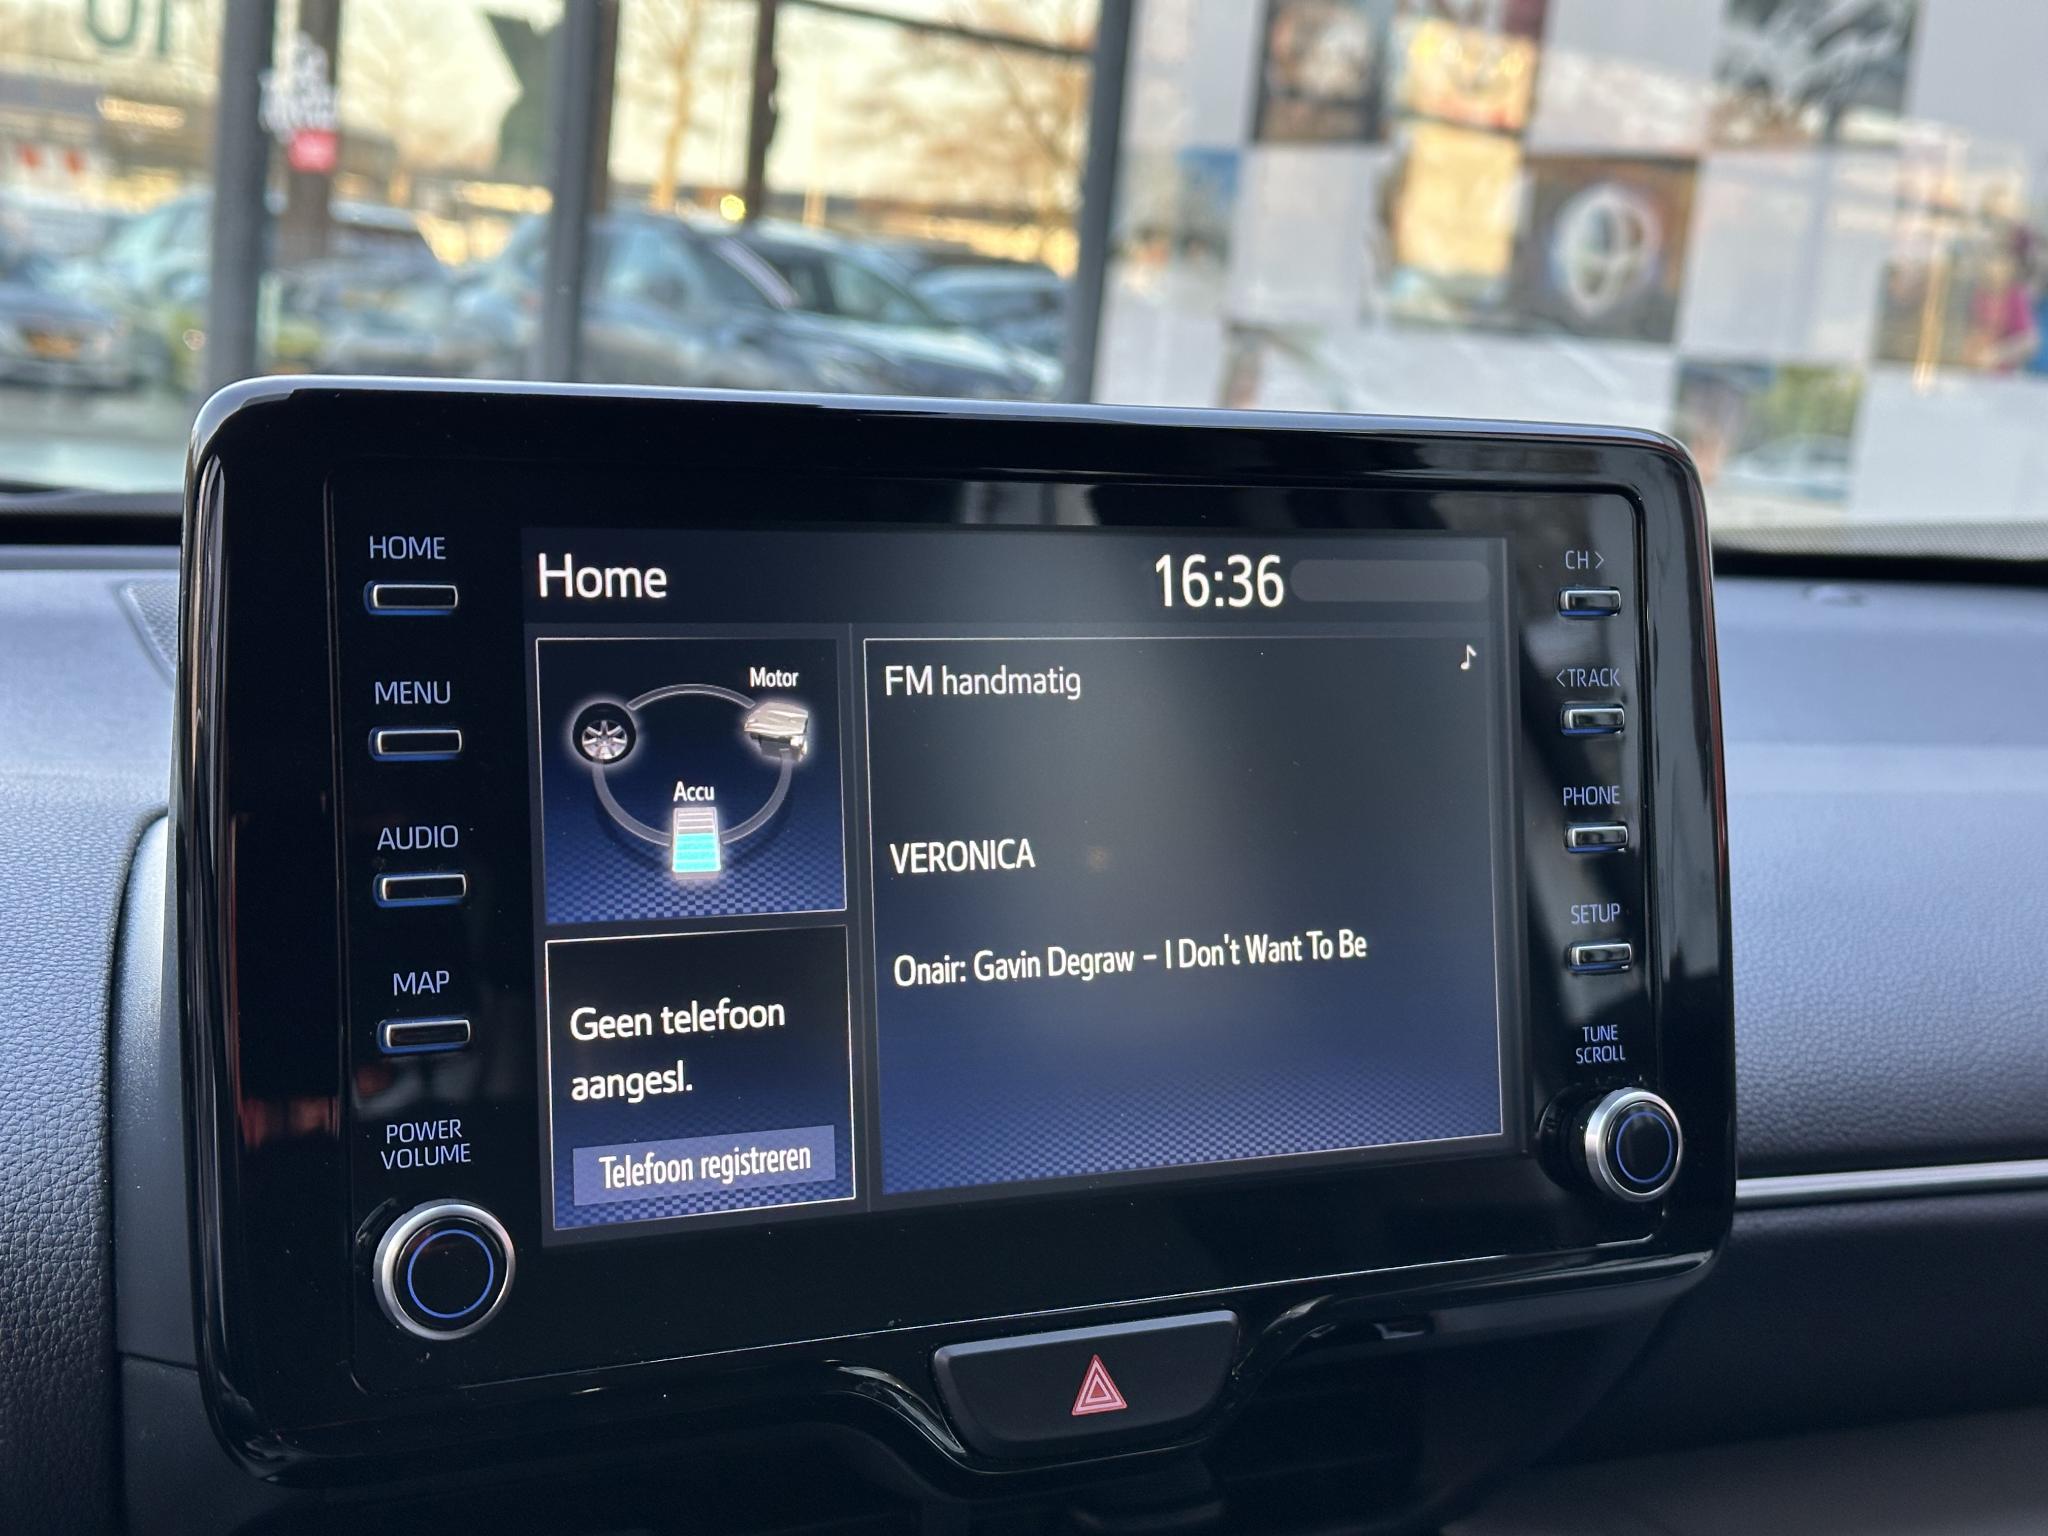 HOME
MENU
AUDIO
MAP
POWER
VOLUME
Home
16:36
Motor
Accu
Geen telefoon
aangesl.
Telefoon registreren
FM handmatig
VERONICA
Onair: Gavin Degraw - I Don't Want To Be
CH >
< TRACK
PHONE
SETUP
TUNE
SCROLL